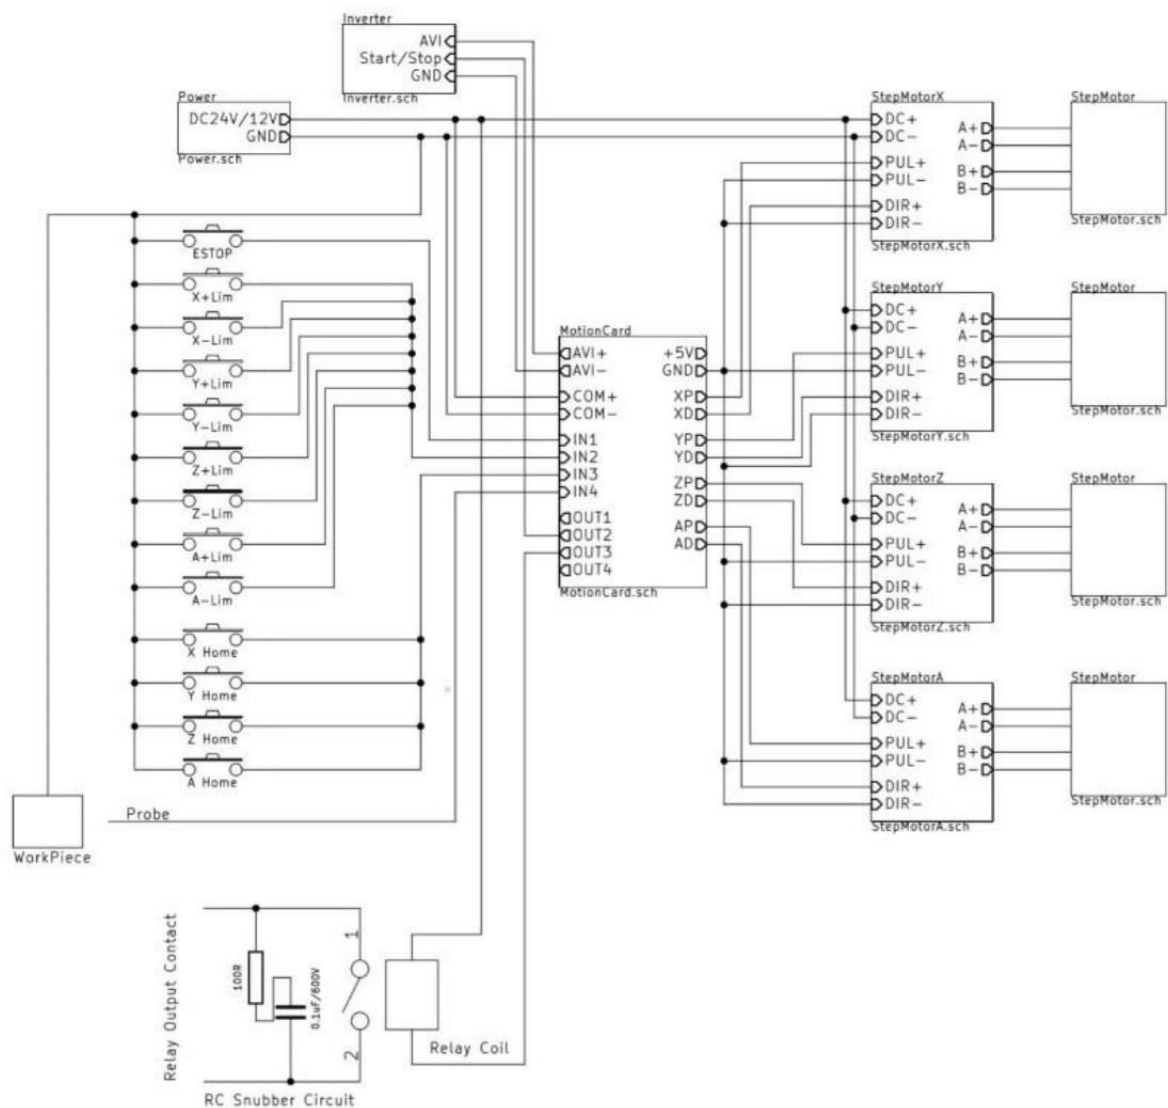 Inverter
AVI
Start/Stop
GND
Inverter.sch
Power
DC24V/12V
GND
Power.sch
ESTOP
X+Lim
X-Lim
Y+Lim
Y-Lim
Z+Lim
Z-Lim
A+Lim
A-Lim
X Home
Y Home
Z Home
A Home
WorkPiece
Probe
MotionCard
AVI+
AVI-
COM+
COM-
IN1
IN2
IN3
IN4
OUT1
OUT2
OUT3
OUT4
+5V
GND
XP
XD
YP
YD
ZP
ZD
AP
AD
MotionCard.sch
StepMotorX
DC+
DC-
PUL+
PUL-
DIR+
DIR-
A+
A-
B+
B-
StepMotorX.sch
StepMotor
StepMotor.sch
StepMotorY
DC+
DC-
PUL+
PUL-
DIR+
DIR-
A+
A-
B+
B-
StepMotorY.sch
StepMotor
StepMotor.sch
StepMotorZ
DC+
DC-
PUL+
PUL-
DIR+
DIR-
A+
A-
B+
B-
StepMotorZ.sch
StepMotor
StepMotor.sch
StepMotorA
DC+
DC-
PUL+
PUL-
DIR+
DIR-
A+
A-
B+
B-
StepMotorA.sch
StepMotor
StepMotor.sch
Relay Output Contact
100R
0.1uF/600V
1
2
Relay Coil
RC Snubber Circuit